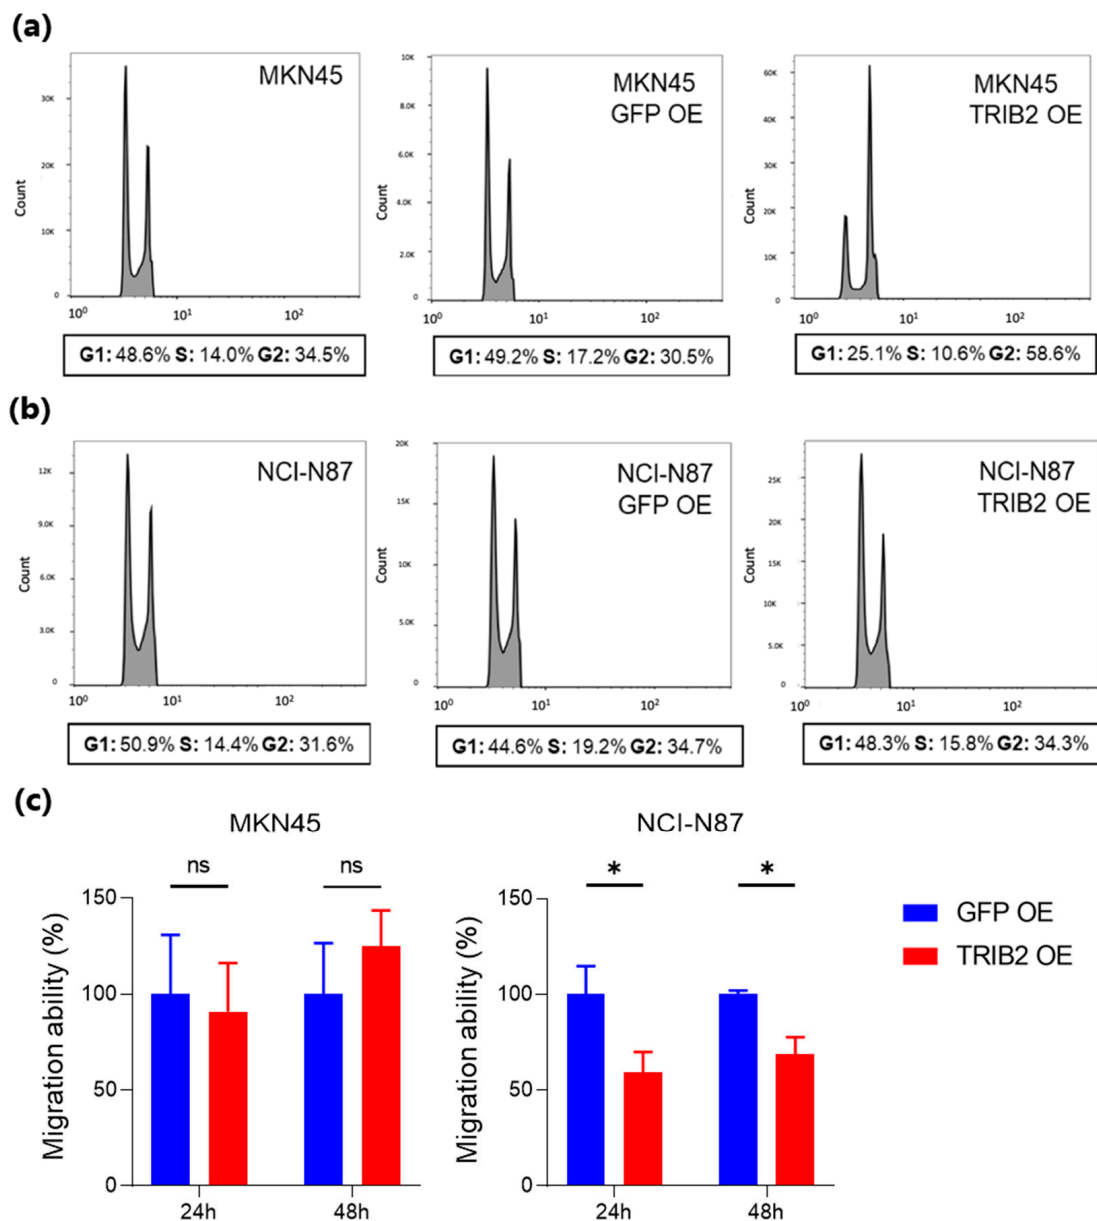 (a)
MKN45
30K
20K
10K
0
Count
10⁰ 10¹ 10²
G1: 48.6% S: 14.0% G2: 34.5%
MKN45
GFP OE
10K
8.0K
6.0K
4.0K
2.0K
0
Count
10⁰ 10¹ 10²
G1: 49.2% S: 17.2% G2: 30.5%
MKN45
TRIB2 OE
60K
50K
40K
30K
20K
10K
0
Count
10⁰ 10¹ 10²
G1: 25.1% S: 10.6% G2: 58.6%
(b)
NCI-N87
12K
9.0K
6.0K
3.0K
0
Count
10⁰ 10¹ 10²
G1: 50.9% S: 14.4% G2: 31.6%
NCI-N87
GFP OE
20K
15K
10K
5.0K
0
Count
10⁰ 10¹ 10²
G1: 44.6% S: 19.2% G2: 34.7%
NCI-N87
TRIB2 OE
25K
20K
15K
10K
5.0K
0
Count
10⁰ 10¹ 10²
G1: 48.3% S: 15.8% G2: 34.3%
(c)
MKN45
ns
ns
150
100
50
0
Migration ability (%)
24h
48h
NCI-N87
*
*
150
100
50
0
Migration ability (%)
24h
48h
GFP OE
TRIB2 OE